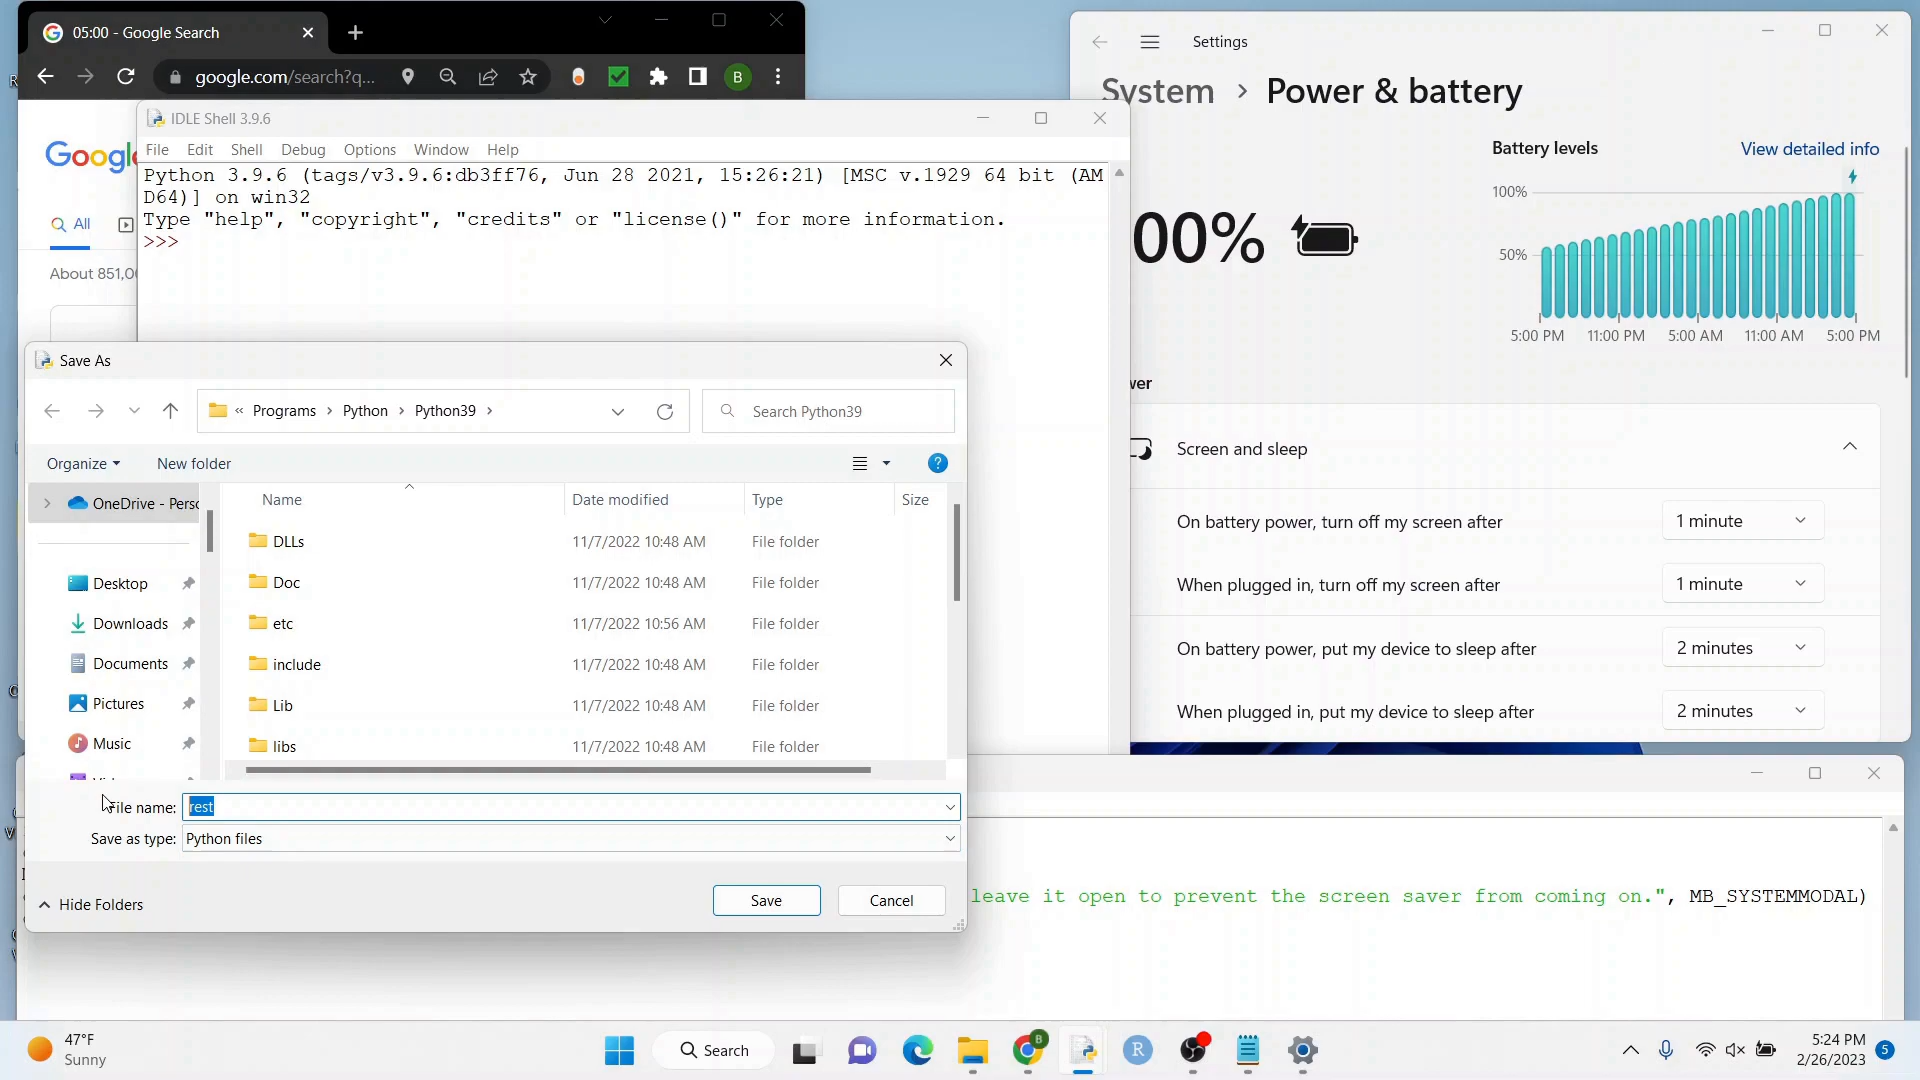 05:00 - Google Search
google.com/search?q...
B
Google
All
About 851,0
IDLE Shell 3.9.6
File Edit Shell Debug Options Window Help
Python 3.9.6 (tags/v3.9.6:db3ff76, Jun 28 2021, 15:26:21) [MSC v.1929 64 bit (AM
D64)] on win32
Type "help", "copyright", "credits" or "license()" for more information.
>>>
Settings
System > Power & battery
Battery levels
View detailed info
00%
100%
50%
5:00 PM 11:00 PM 5:00 AM 11:00 AM 5:00 PM
wer
Screen and sleep
On battery power, turn off my screen after
1 minute
When plugged in, turn off my screen after
1 minute
On battery power, put my device to sleep after
2 minutes
When plugged in, put my device to sleep after
2 minutes
Save As
« Programs > Python > Python39 >
Search Python39
Organize
New folder
OneDrive - Perso
Desktop
Downloads
Documents
Pictures
Music
Name Date modified Type Size
DLLs 11/7/2022 10:48 AM File folder
Doc 11/7/2022 10:48 AM File folder
etc 11/7/2022 10:56 AM File folder
include 11/7/2022 10:48 AM File folder
Lib 11/7/2022 10:48 AM File folder
libs 11/7/2022 10:48 AM File folder
File name: rest
Save as type: Python files
Hide Folders
Save
Cancel
leave it open to prevent the screen saver from coming on.", MB_SYSTEMMODAL)
47°F
Sunny
Search
B
R
5:24 PM
2/26/2023
5